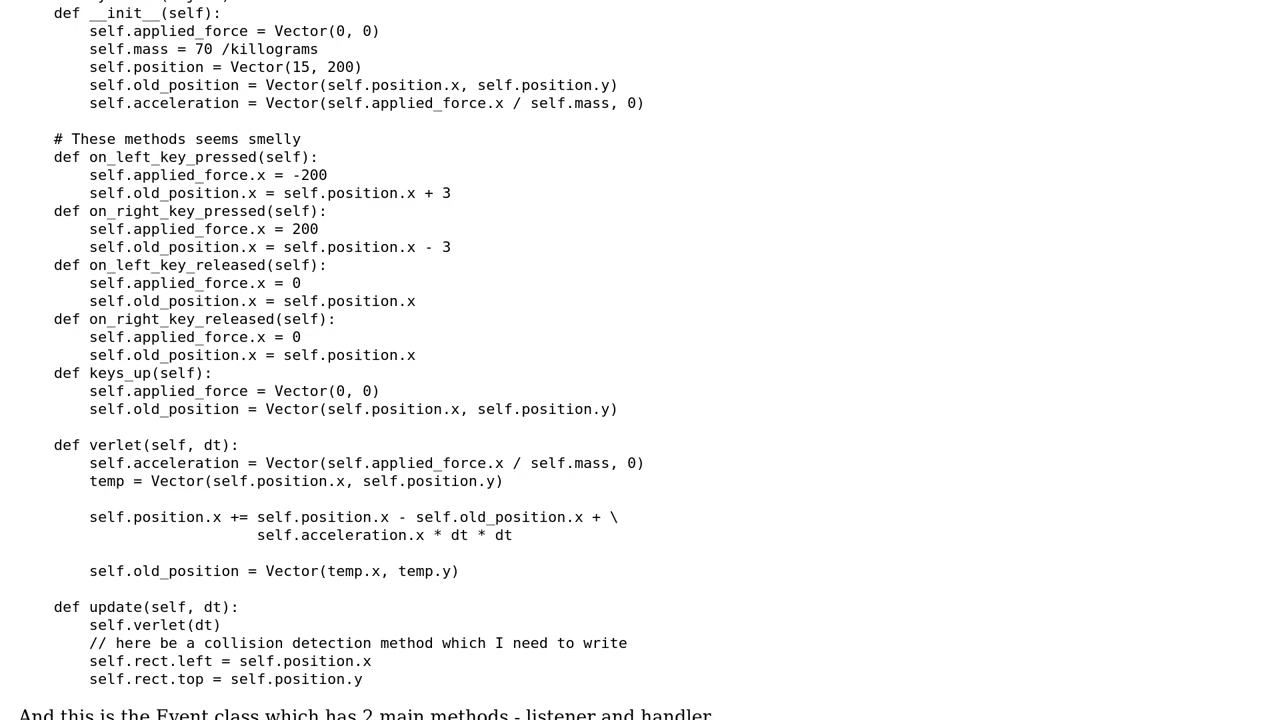 def __init__(self):
self.applied_force = Vector(0, 0)
self.mass = 70 /killograms
self.position = Vector(15, 200)
self.old_position = Vector(self.position.x, self.position.y)
self.acceleration = Vector(self.applied_force.x / self.mass, 0)
# These methods seems smelly
def on_left_key_pressed(self):
self.applied_force.x = -200
self.old_position.x = self.position.x + 3
def on_right_key_pressed(self):
self.applied_force.x = 200
self.old_position.x = self.position.x - 3
def on_left_key_released(self):
self.applied_force.x = 0
self.old_position.x = self.position.x
def on_right_key_released(self):
self.applied_force.x = 0
self.old_position.x = self.position.x
def keys_up(self):
self.applied_force = Vector(0, 0)
self.old_position = Vector(self.position.x, self.position.y)
def verlet(self, dt):
self.acceleration = Vector(self.applied_force.x / self.mass, 0)
temp = Vector(self.position.x, self.position.y)
self.position.x += self.position.x - self.old_position.x + \
self.acceleration.x * dt * dt
self.old_position = Vector(temp.x, temp.y)
def update(self, dt):
self.verlet(dt)
// here be a collision detection method which I need to write
self.rect.left = self.position.x
self.rect.top = self.position.y
And this is the Event class which has 2 main methods - listener and handler